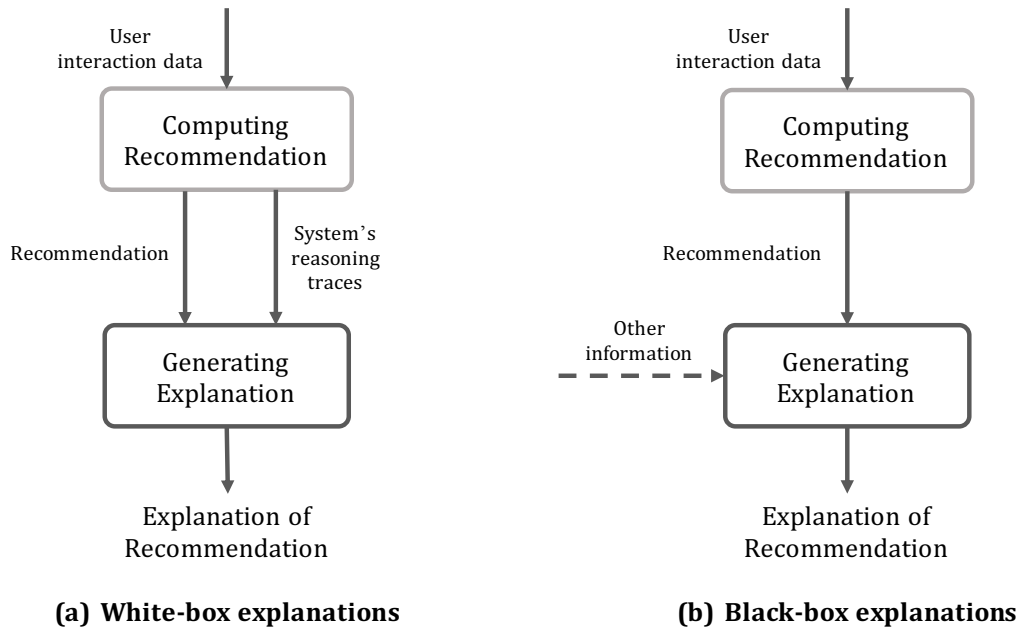 User
interaction data
Computing
Recommendation
Recommendation
System's
reasoning
traces
Generating
Explanation
Explanation of
Recommendation
(a) White-box explanations
User
interaction data
Computing
Recommendation
Recommendation
Other
information
Generating
Explanation
Explanation of
Recommendation
(b) Black-box explanations